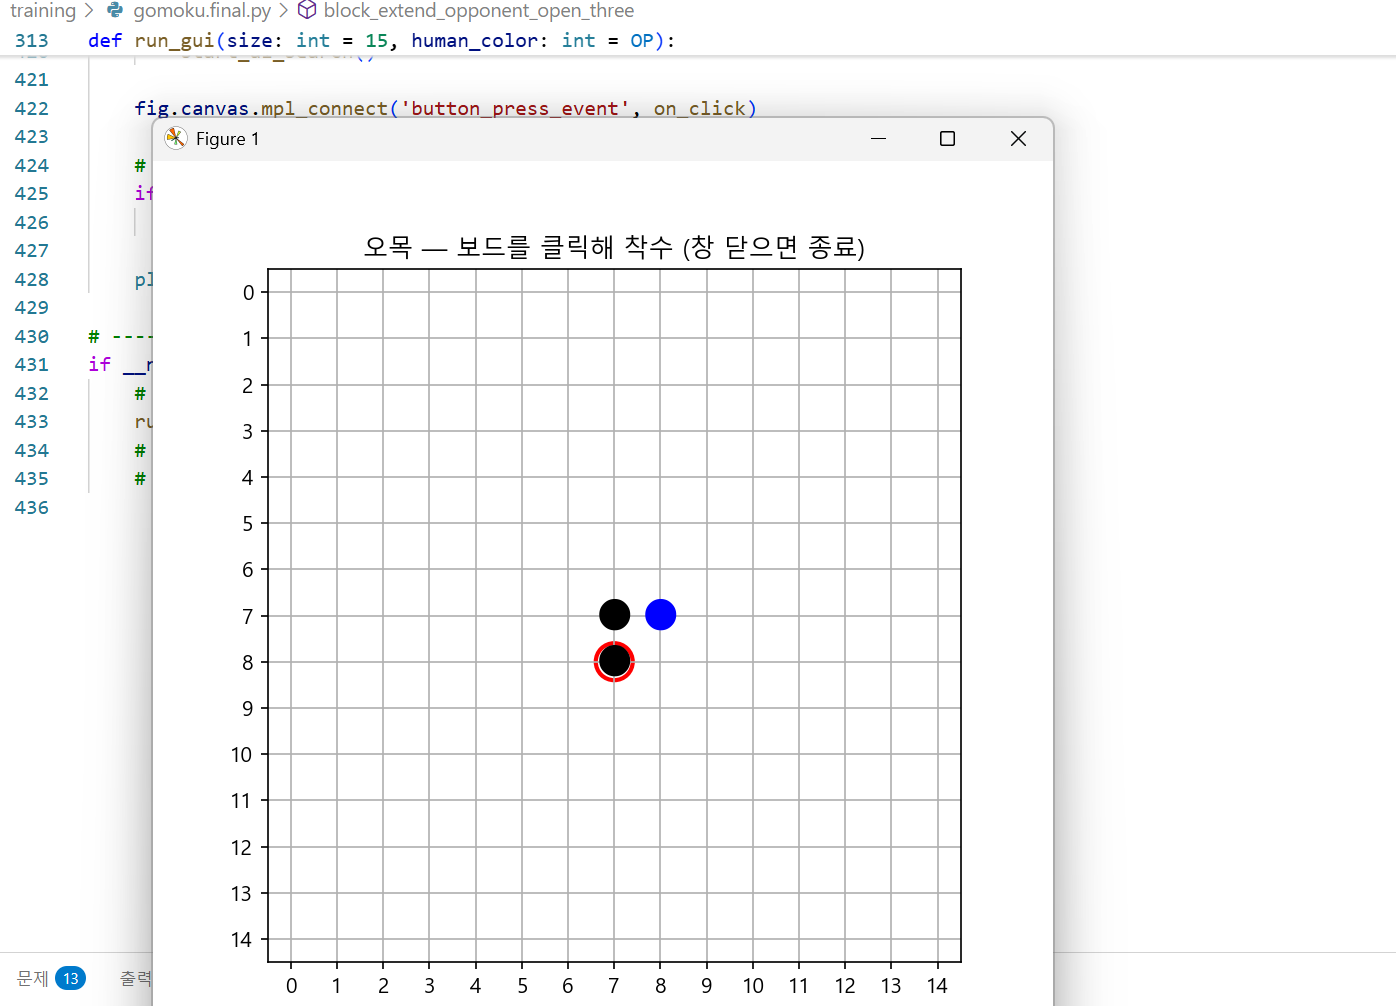 training > gomoku.final.py > block_extend_opponent_open_three
313 def run_gui(size: int = 15, human_color: int = OP):
421
422 fig.canvas.mpl_connect('button_press_event', on_click)
423
Figure 1
424 #
425 if
426
427
428 pl
429
430 # ----
431 if __n
432 #
433 ru
434 #
435 #
436
오목 — 보드를 클릭해 착수 (창 닫으면 종료)
0
1
2
3
4
5
6
7
8
9
10
11
12
13
14
0 1 2 3 4 5 6 7 8 9 10 11 12 13 14
문제 13 출력